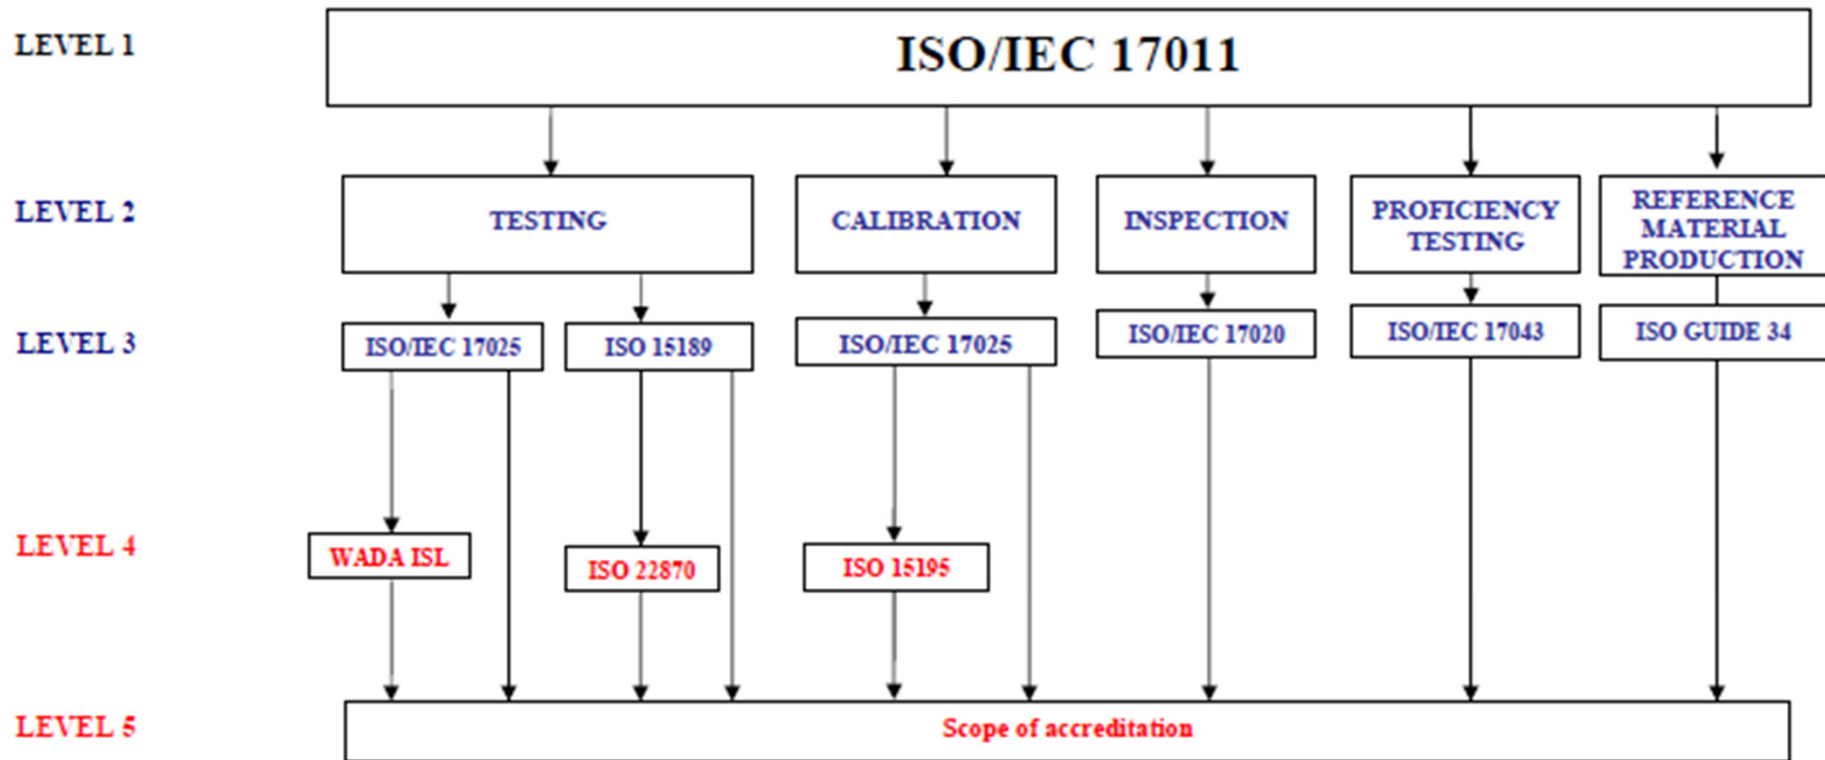 LEVEL 1
ISO/IEC 17011
LEVEL 2
TESTING
CALIBRATION
INSPECTION
PROFICIENCY
TESTING
REFERENCE
MATERIAL
PRODUCTION
LEVEL 3
ISO/IEC 17025
ISO 15189
ISO/IEC 17025
ISO/IEC 17020
ISO/IEC 17043
ISO GUIDE 34
LEVEL 4
WADA ISL
ISO 22870
ISO 15195
LEVEL 5
Scope of accreditation